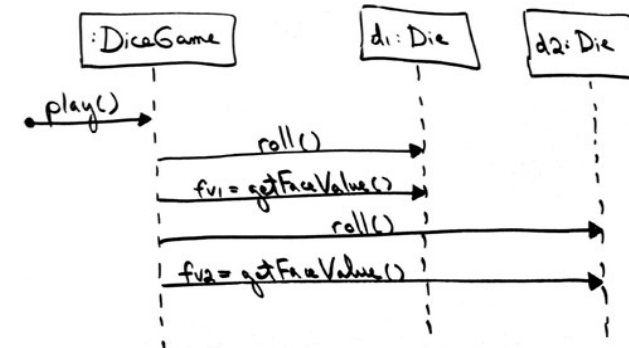 :DiceGame
d1:Die
d2:Die
play()
roll()
fv1=getFaceValue()
roll()
fv2=getFaceValue()